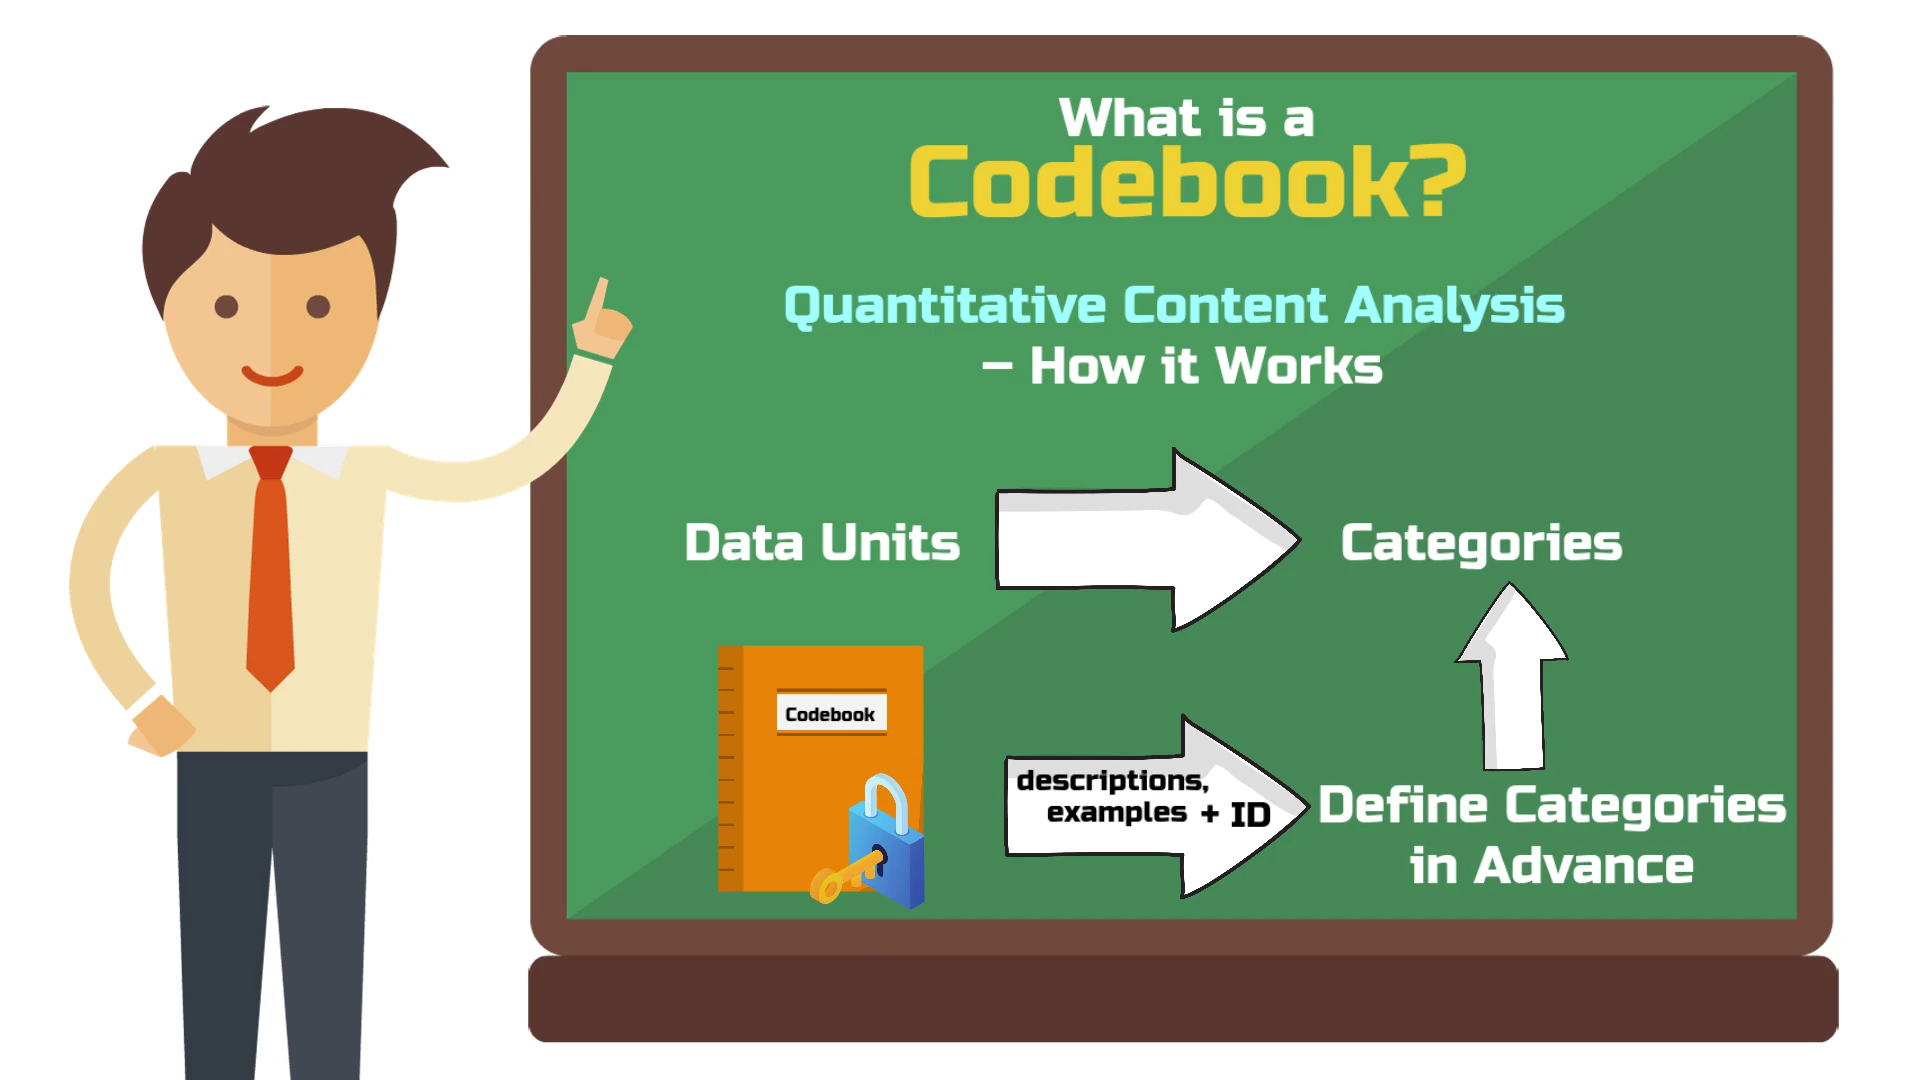 What is a
Codebook?
Quantitative Content Analysis
– How it Works
Data Units
Categories
Codebook
descriptions,
examples + ID
Define Categories
in Advance